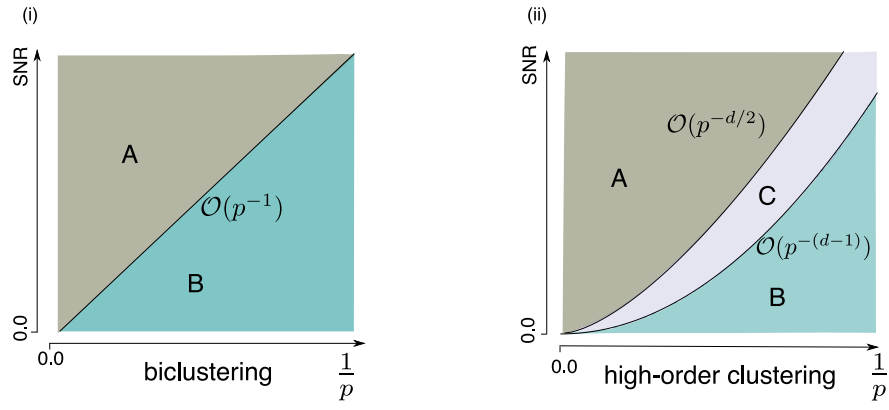 (i)
SNR
0.0
A
B
𝒪(p⁻¹)
0.0
biclustering
1/p
(ii)
SNR
0.0
A
𝒪(p^{-d/2})
C
𝒪(p^{-(d-1)})
B
0.0
high-order clustering
1/p